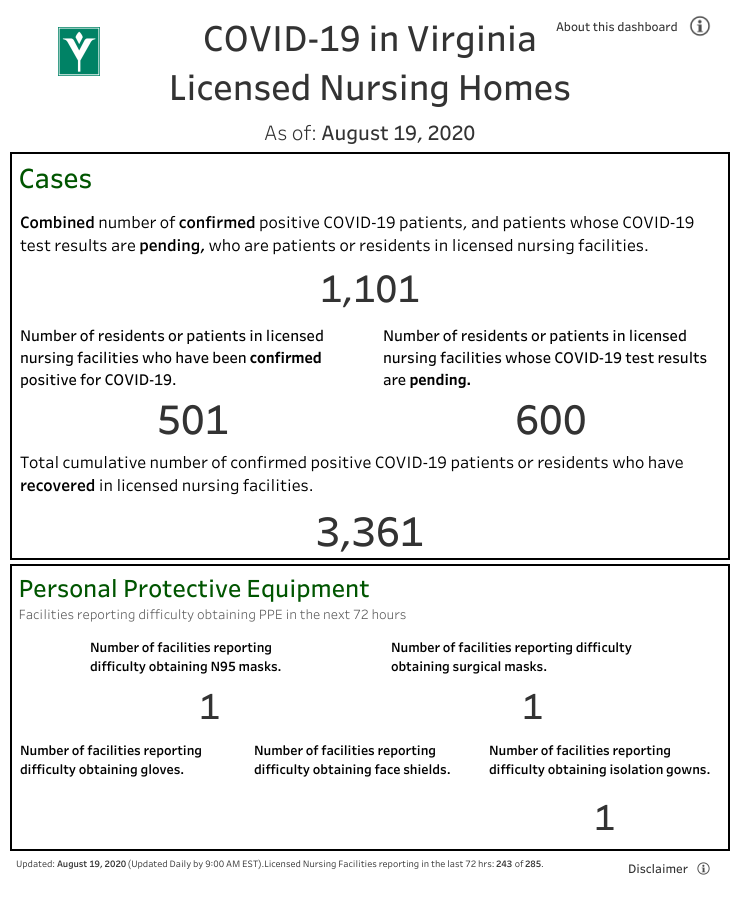 COVID-19 in Virginia
Licensed Nursing Homes
About this dashboard
As of: August 19, 2020
Cases
Combined number of confirmed positive COVID-19 patients, and patients whose COVID-19
test results are pending, who are patients or residents in licensed nursing facilities.
1,101
Number of residents or patients in licensed
nursing facilities who have been confirmed
positive for COVID-19.
501
Number of residents or patients in licensed
nursing facilities whose COVID-19 test results
are pending.
600
Total cumulative number of confirmed positive COVID-19 patients or residents who have
recovered in licensed nursing facilities.
3,361
Personal Protective Equipment
Facilities reporting difficulty obtaining PPE in the next 72 hours
Number of facilities reporting
difficulty obtaining N95 masks.
1
Number of facilities reporting difficulty
obtaining surgical masks.
1
Number of facilities reporting
difficulty obtaining gloves.
Number of facilities reporting
difficulty obtaining face shields.
Number of facilities reporting
difficulty obtaining isolation gowns.
1
Updated: August 19, 2020 (Updated Daily by 9:00 AM EST).Licensed Nursing Facilities reporting in the last 72 hrs: 243 of 285.
Disclaimer